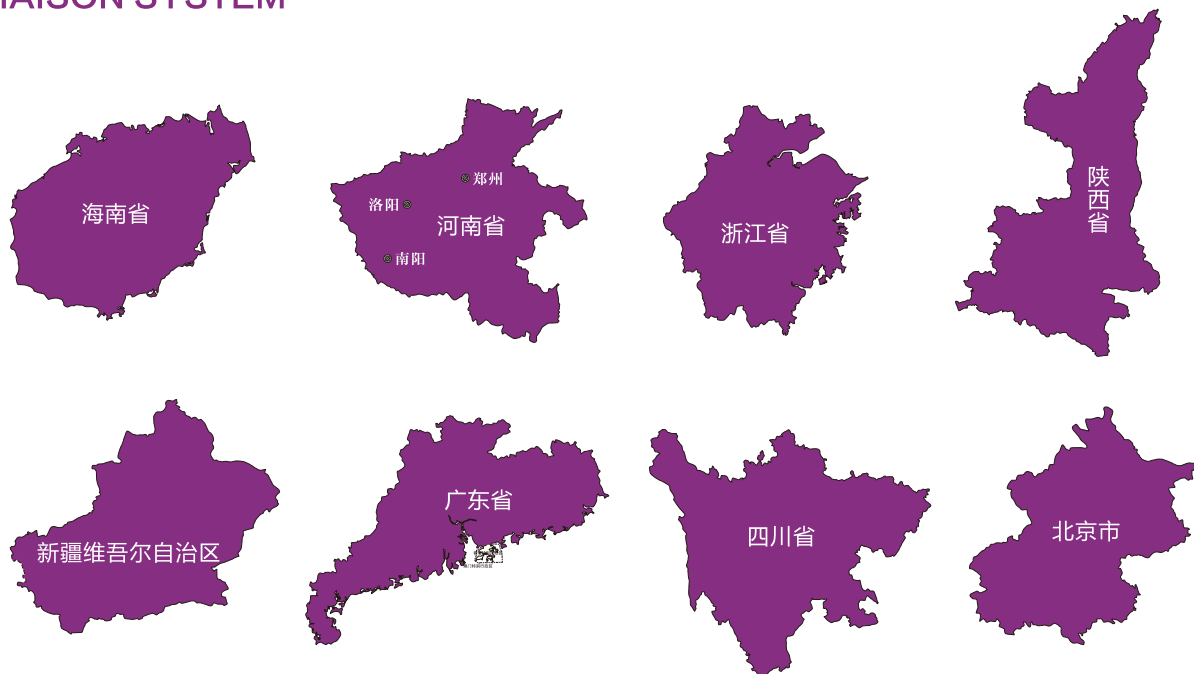 IAISON SYSTEM
海南省
郑州
洛阳
河南省
南阳
浙江省
陕西省
新疆维吾尔自治区
广东省
四川省
北京市